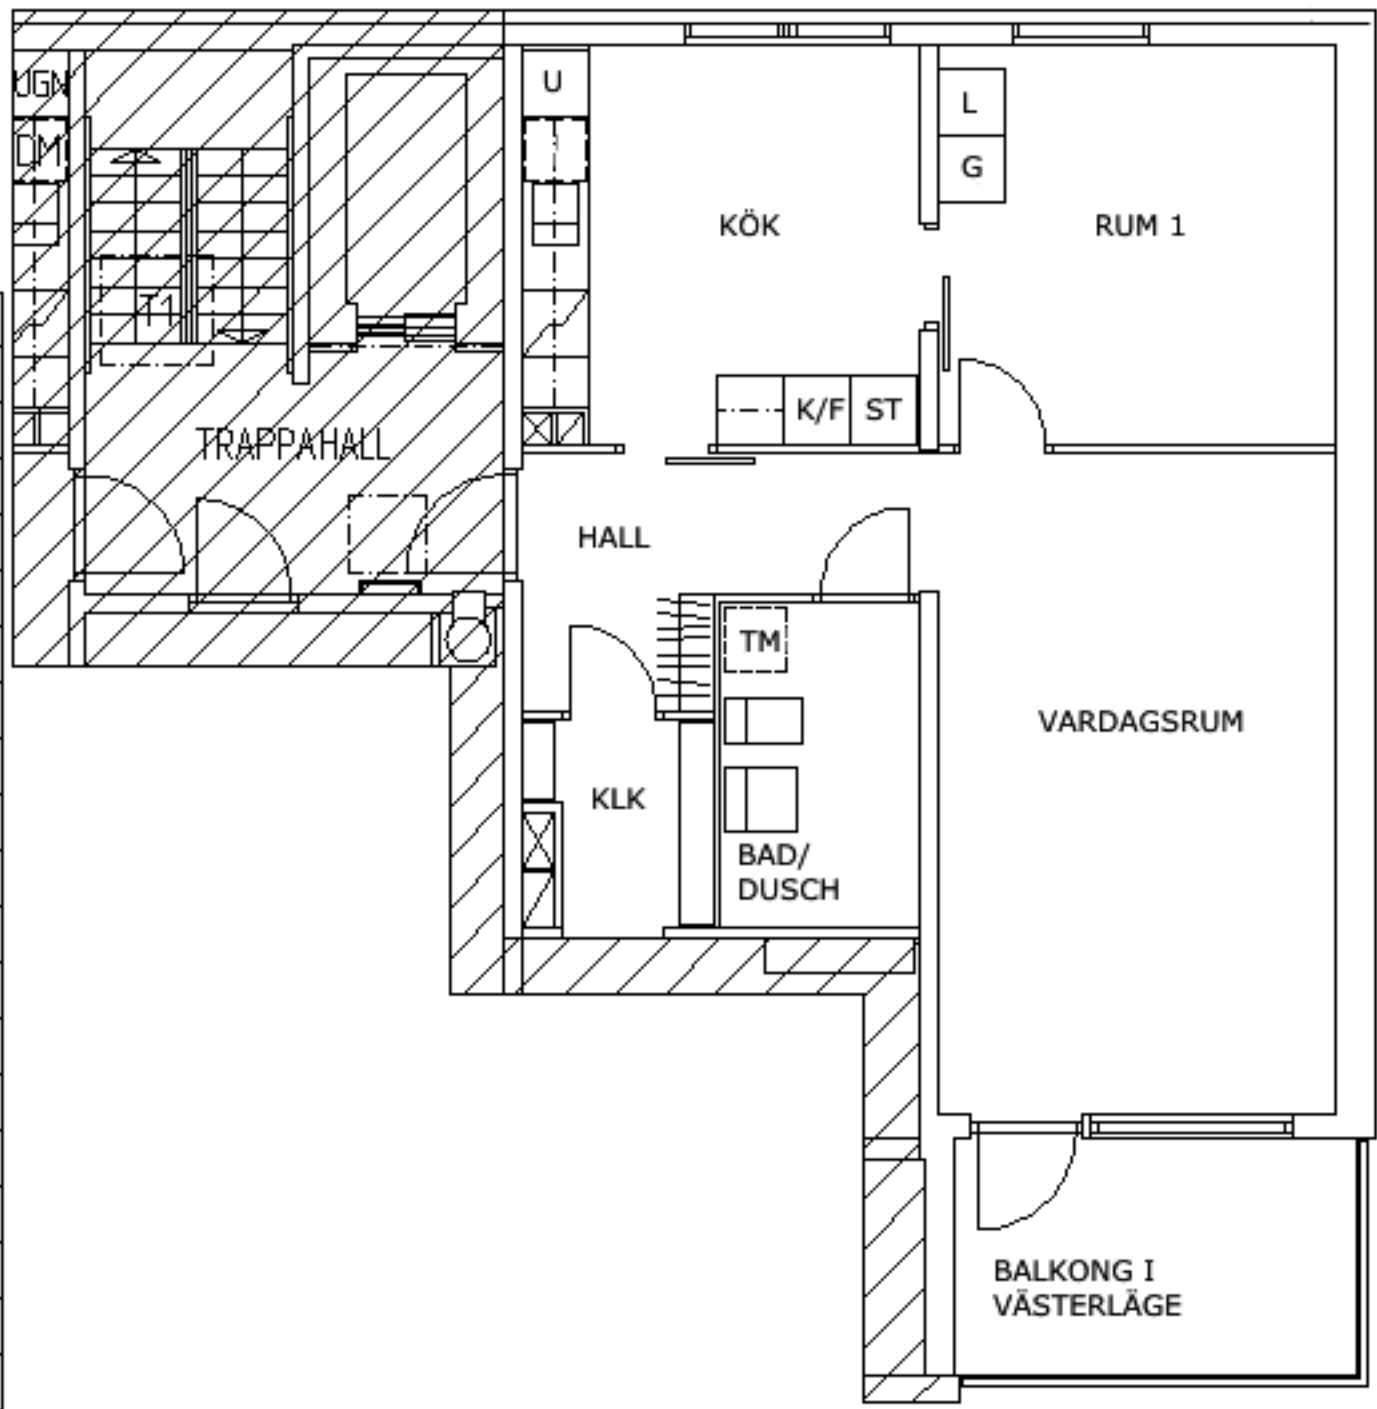 UGN
U
L
DM
G
KÖK
RUM 1
T1
K/F
ST
TRAPPAHALL
HALL
TM
VARDAGSRUM
KLK
BAD/
DUSCH
BALKONG I
VÄSTERLÄGE